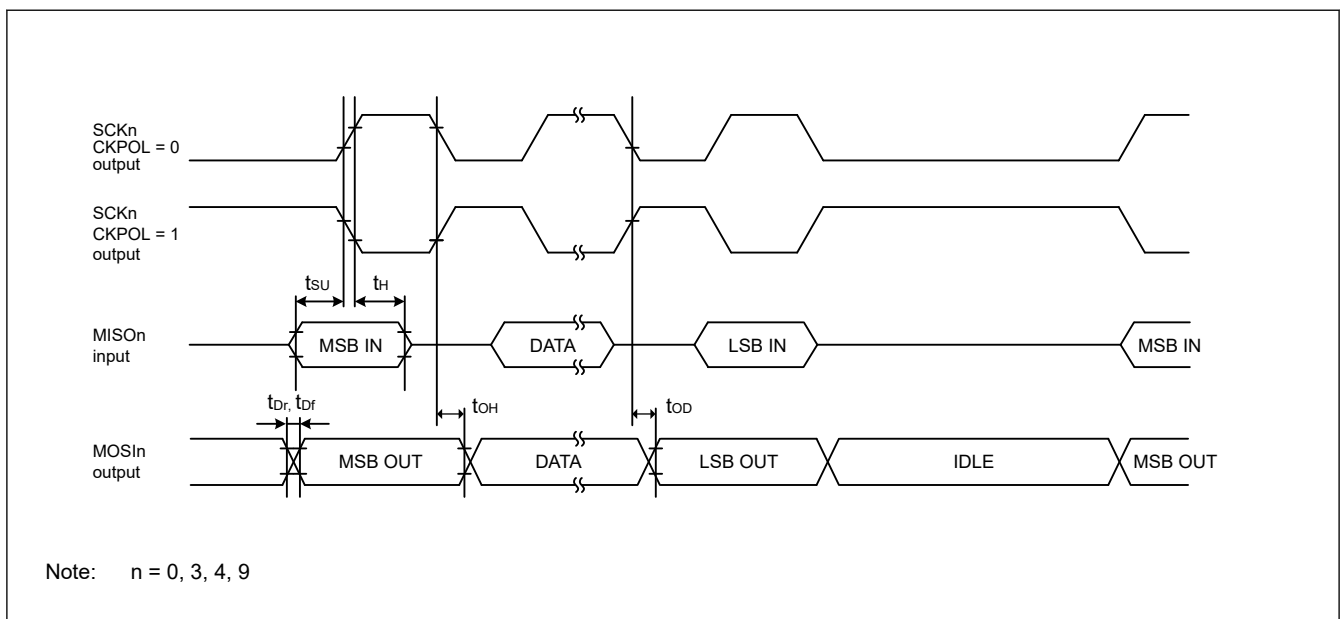 SCKn
CKPOL = 0
output
SCKn
CKPOL = 1
output
tSU
tH
MISOn
input
MSB IN
DATA
LSB IN
MSB IN
tDr, tDf
tOH
tOD
MOSIn
output
MSB OUT
DATA
LSB OUT
IDLE
MSB OUT
Note: n = 0, 3, 4, 9